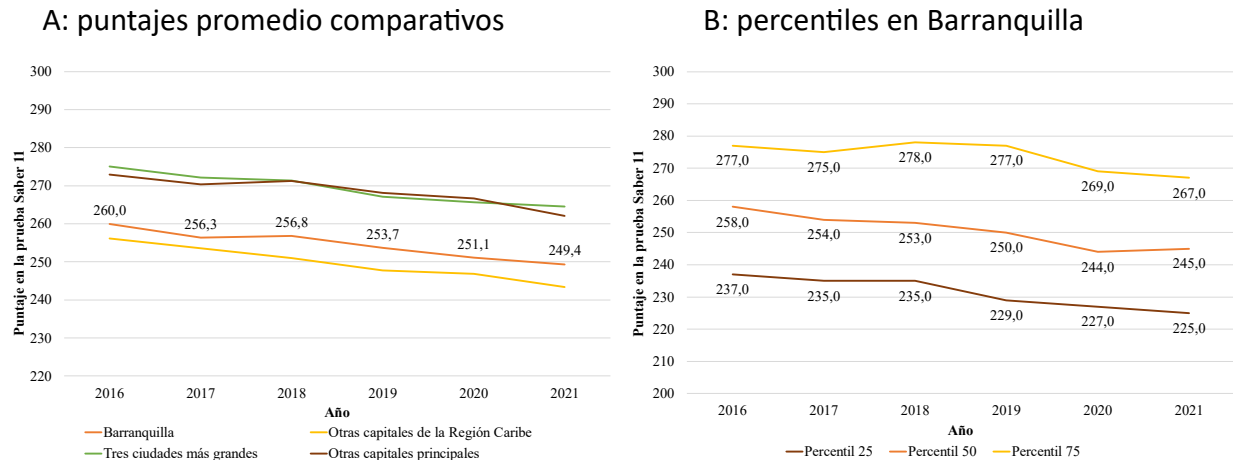 A: puntajes promedio comparativos
Puntaje en la prueba Saber 11
300
290
280
270
260
250
240
230
220
260,0
256,3
256,8
253,7
251,1
249,4
2016 2017 2018 2019 2020 2021
Año
Barranquilla Otras capitales de la Región Caribe
Tres ciudades más grandes Otras capitales principales
B: percentiles en Barranquilla
Puntaje en la prueba Saber 11
300
290
280
270
260
250
240
230
220
210
200
277,0 275,0 278,0 277,0 269,0 267,0
258,0 254,0 253,0 250,0 244,0 245,0
237,0 235,0 235,0 229,0 227,0 225,0
2016 2017 2018 2019 2020 2021
Año
Percentil 25 Percentil 50 Percentil 75